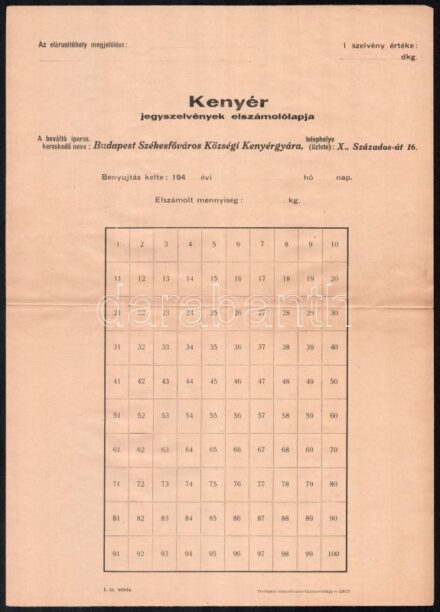 Az elárusítóhely megjelölése:
1 szelvény értéke:
dkg.
Kenyér
jegyszelvények elszámolólapja
A beváltó iparos, kereskedő neve: Budapest Székesfőváros Községi Kenyérgyára, telephelye (üzlete): X., Százados-út 16.
Benyujtás kelte: 194 évi hó nap.
Elszámolt mennyiség: kg.
1 2 3 4 5 6 7 8 9 10
11 12 13 14 15 16 17 18 19 20
21 22 23 24 25 26 27 28 29 30
darabanth
31 32 33 34 35 36 37 38 39 40
41 42 43 44 45 46 47 48 49 50
51 52 53 54 55 56 57 58 59 60
61 62 63 64 65 66 67 68 69 70
71 72 73 74 75 76 77 78 79 80
81 82 83 84 85 86 87 88 89 90
91 92 93 94 95 96 97 98 99 100
1. sz. minta.
Budapest székesfőváros házinyomdája